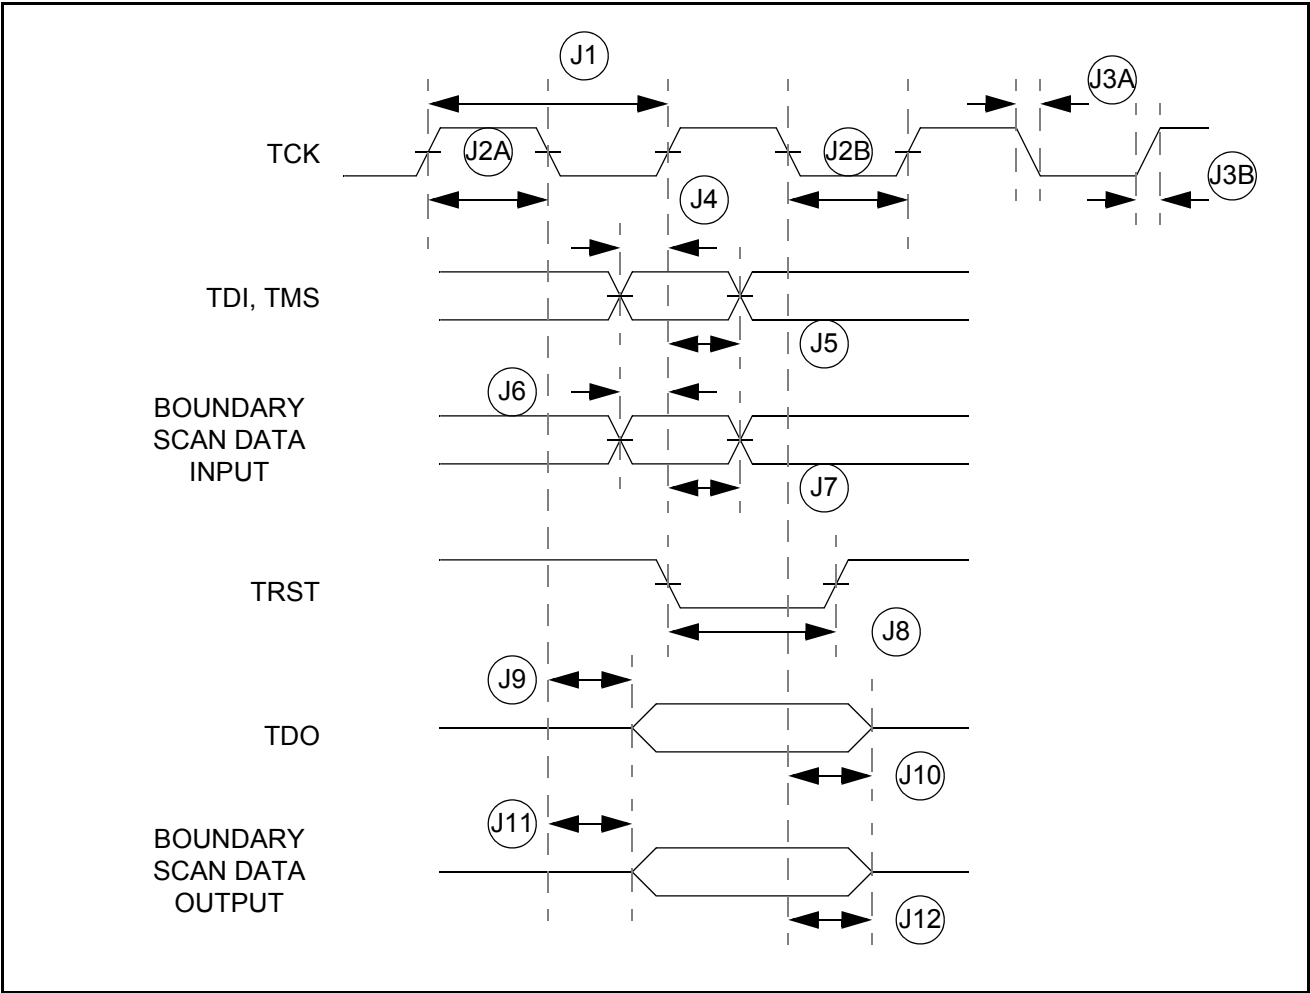 J1
J3A
TCK
J2A
J2B
J3B
J4
TDI, TMS
J5
J6
BOUNDARY
SCAN DATA
INPUT
J7
TRST
J8
J9
TDO
J10
J11
BOUNDARY
SCAN DATA
OUTPUT
J12